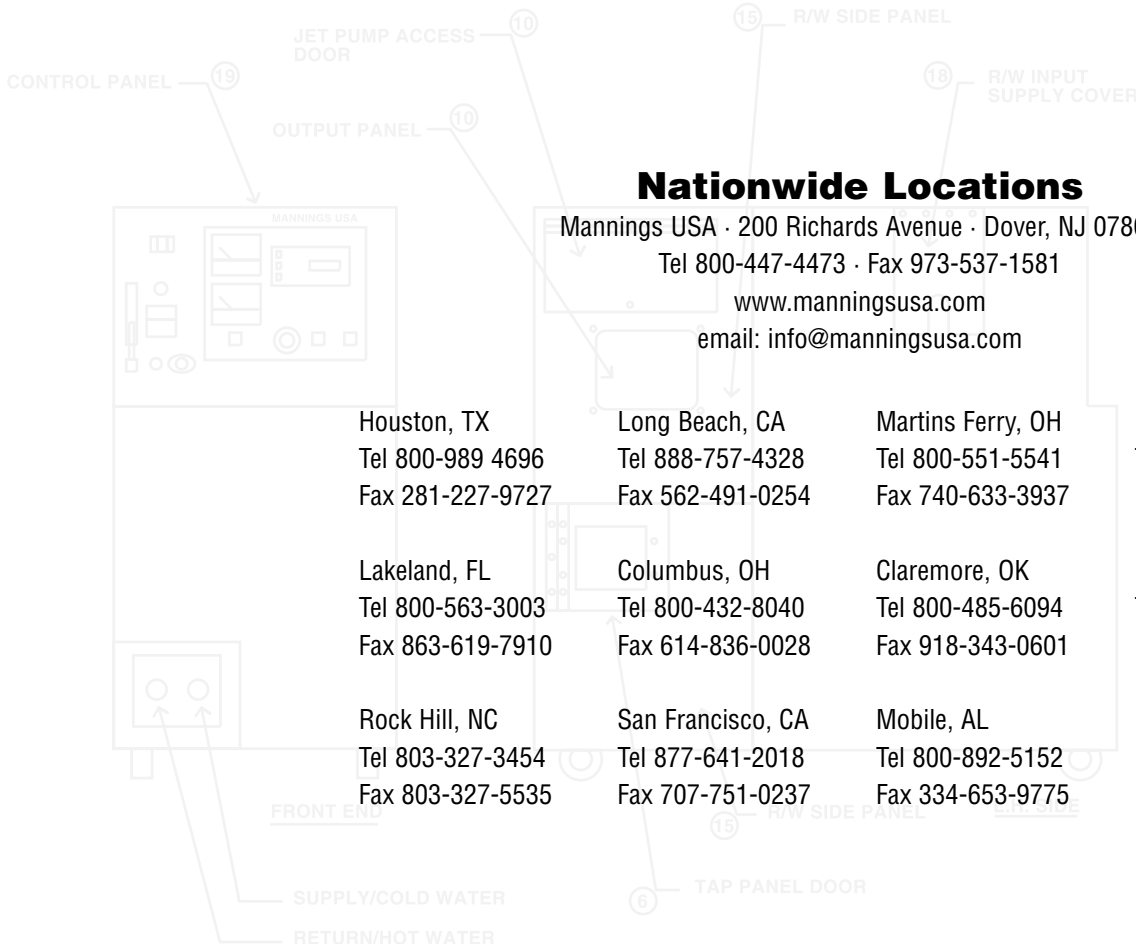 JET PUMP ACCESS DOOR
10
15
R/W SIDE PANEL
CONTROL PANEL
19
18
R/W INPUT
SUPPLY COVER
OUTPUT PANEL
10
Nationwide Locations
MANNINGS USA
Mannings USA · 200 Richards Avenue · Dover, NJ 0780
Tel 800-447-4473 · Fax 973-537-1581
www.manningsusa.com
email: info@manningsusa.com
Houston, TX
Tel 800-989 4696
Fax 281-227-9727
Long Beach, CA
Tel 888-757-4328
Fax 562-491-0254
Martins Ferry, OH
Tel 800-551-5541
Fax 740-633-3937
Lakeland, FL
Tel 800-563-3003
Fax 863-619-7910
Columbus, OH
Tel 800-432-8040
Fax 614-836-0028
Claremore, OK
Tel 800-485-6094
Fax 918-343-0601
Rock Hill, NC
Tel 803-327-3454
Fax 803-327-5535
San Francisco, CA
Tel 877-641-2018
Fax 707-751-0237
Mobile, AL
Tel 800-892-5152
Fax 334-653-9775
FRONT END
15
R/W SIDE PANEL
L.H. SIDE
SUPPLY/COLD WATER
6
TAP PANEL DOOR
RETURN/HOT WATER